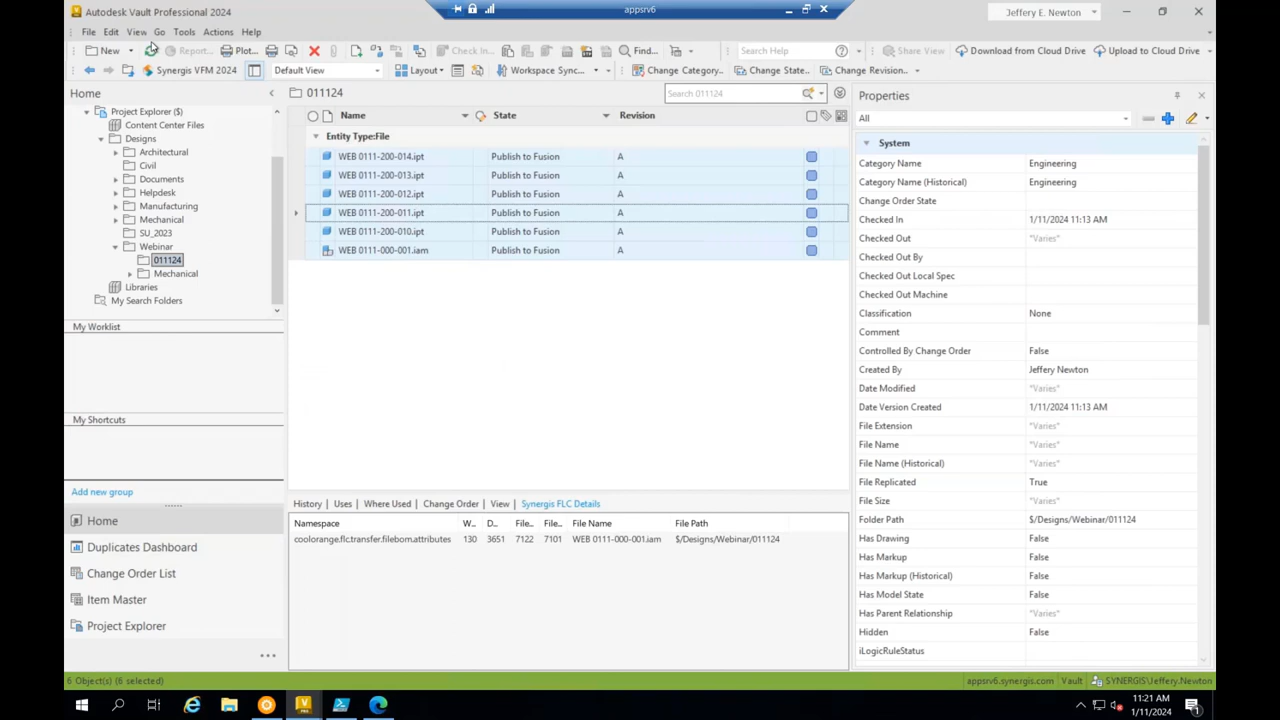 Autodesk Vault Professional 2024
appsrv6
Jeffery E. Newton
File Edit View Go Tools Actions Help
New Report... Plot... Check In... Find... Search Help Share View Download from Cloud Drive Upload to Cloud Drive
Synergis VFM 2024 Default View Layout Workspace Sync... Change Category.. Change State.. Change Revision..
Home
Project Explorer ($)
Content Center Files
Designs
Architectural
Civil
Documents
Helpdesk
Manufacturing
Mechanical
SU_2023
Webinar
011124
Mechanical
Libraries
My Search Folders
My Worklist
My Shortcuts
Add new group
Home
Duplicates Dashboard
Change Order List
Item Master
Project Explorer
011124 Search 011124
Name State Revision
Entity Type:File
WEB 0111-200-014.ipt Publish to Fusion A
WEB 0111-200-013.ipt Publish to Fusion A
WEB 0111-200-012.ipt Publish to Fusion A
WEB 0111-200-011.ipt Publish to Fusion A
WEB 0111-200-010.ipt Publish to Fusion A
WEB 0111-000-001.iam Publish to Fusion A
History Uses Where Used Change Order View Synergis FLC Details
Namespace W... D... File... File... File Name File Path
coolorange.flc.transfer.filebom.attributes 130 3651 7122 7101 WEB 0111-000-001.iam $/Designs/Webinar/011124
Properties
All
System
Category Name Engineering
Category Name (Historical) Engineering
Change Order State
Checked In 1/11/2024 11:13 AM
Checked Out *Varies*
Checked Out By
Checked Out Local Spec
Checked Out Machine
Classification None
Comment
Controlled By Change Order False
Created By Jeffery Newton
Date Modified *Varies*
Date Version Created 1/11/2024 11:13 AM
File Extension *Varies*
File Name *Varies*
File Name (Historical) *Varies*
File Replicated True
File Size *Varies*
Folder Path $/Designs/Webinar/011124
Has Drawing False
Has Markup False
Has Markup (Historical) False
Has Model State False
Has Parent Relationship *Varies*
Hidden False
iLogicRuleStatus
6 Object(s) (6 selected) appsrv6.synergis.com Vault SYNERGIS\Jeffery.Newton
11:21 AM
1/11/2024